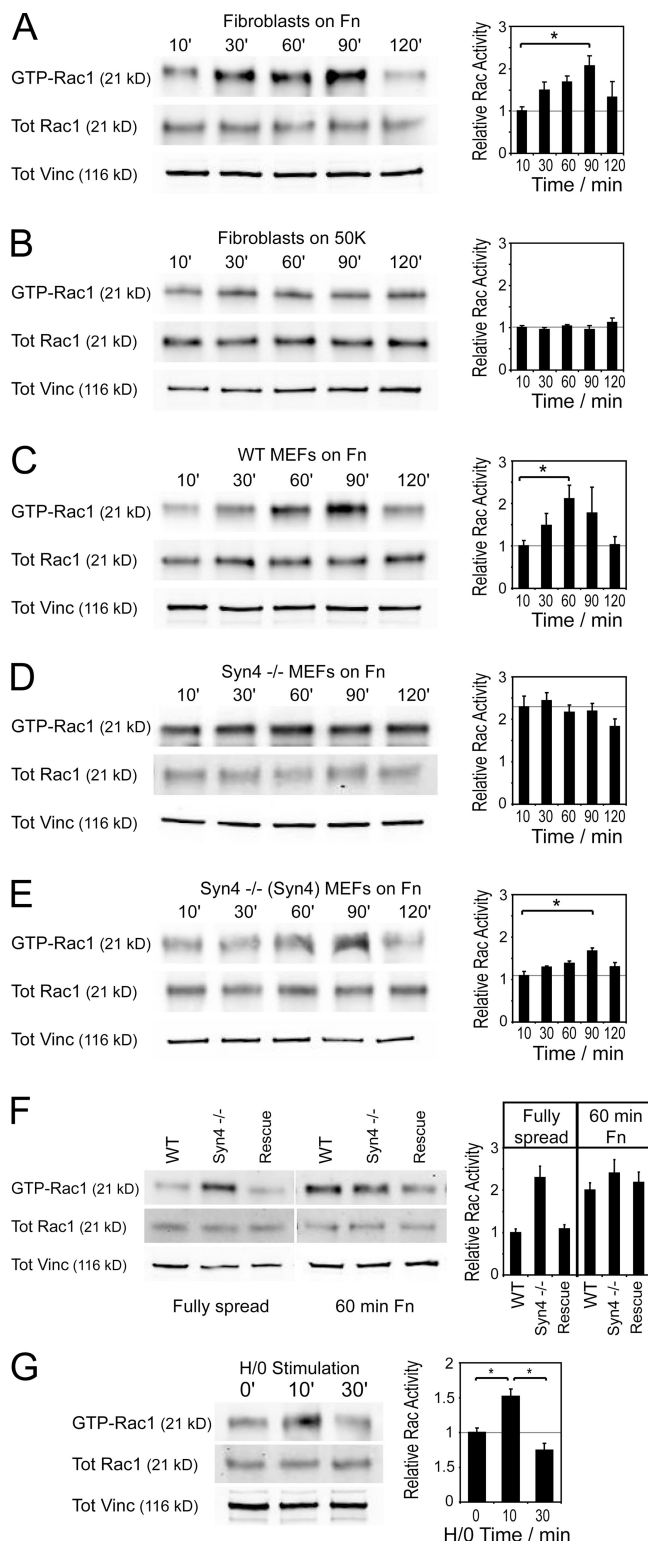 A
Fibroblasts on Fn
10' 30' 60' 90' 120'
GTP-Rac1 (21 kD)
Tot Rac1 (21 kD)
Tot Vinc (116 kD)
Relative Rac Activity
3
2
1
0
*
10 30 60 90 120
Time / min
B
Fibroblasts on 50K
10' 30' 60' 90' 120'
GTP-Rac1 (21 kD)
Tot Rac1 (21 kD)
Tot Vinc (116 kD)
Relative Rac Activity
3
2
1
0
10 30 60 90 120
Time / min
C
WT MEFs on Fn
10' 30' 60' 90' 120'
GTP-Rac1 (21 kD)
Tot Rac1 (21 kD)
Tot Vinc (116 kD)
Relative Rac Activity
3
2
1
0
*
10 30 60 90 120
Time / min
D
Syn4 -/- MEFs on Fn
10' 30' 60' 90' 120'
GTP-Rac1 (21 kD)
Tot Rac1 (21 kD)
Tot Vinc (116 kD)
Relative Rac Activity
3
2
1
0
10 30 60 90 120
Time / min
E
Syn4 -/- (Syn4) MEFs on Fn
10' 30' 60' 90' 120'
GTP-Rac1 (21 kD)
Tot Rac1 (21 kD)
Tot Vinc (116 kD)
Relative Rac Activity
3
2
1
0
*
10 30 60 90 120
Time / min
F
WT Syn4 -/- Rescue WT Syn4 -/- Rescue
GTP-Rac1 (21 kD)
Tot Rac1 (21 kD)
Tot Vinc (116 kD)
Fully spread 60 min Fn
Fully spread
60 min Fn
Relative Rac Activity
3
2
1
0
WT Syn4 -/- Rescue WT Syn4 -/- Rescue
G
H/0 Stimulation
0' 10' 30'
GTP-Rac1 (21 kD)
Tot Rac1 (21 kD)
Tot Vinc (116 kD)
Relative Rac Activity
2
1.5
1
1.5
0
* *
0 10 30
H/0 Time / min